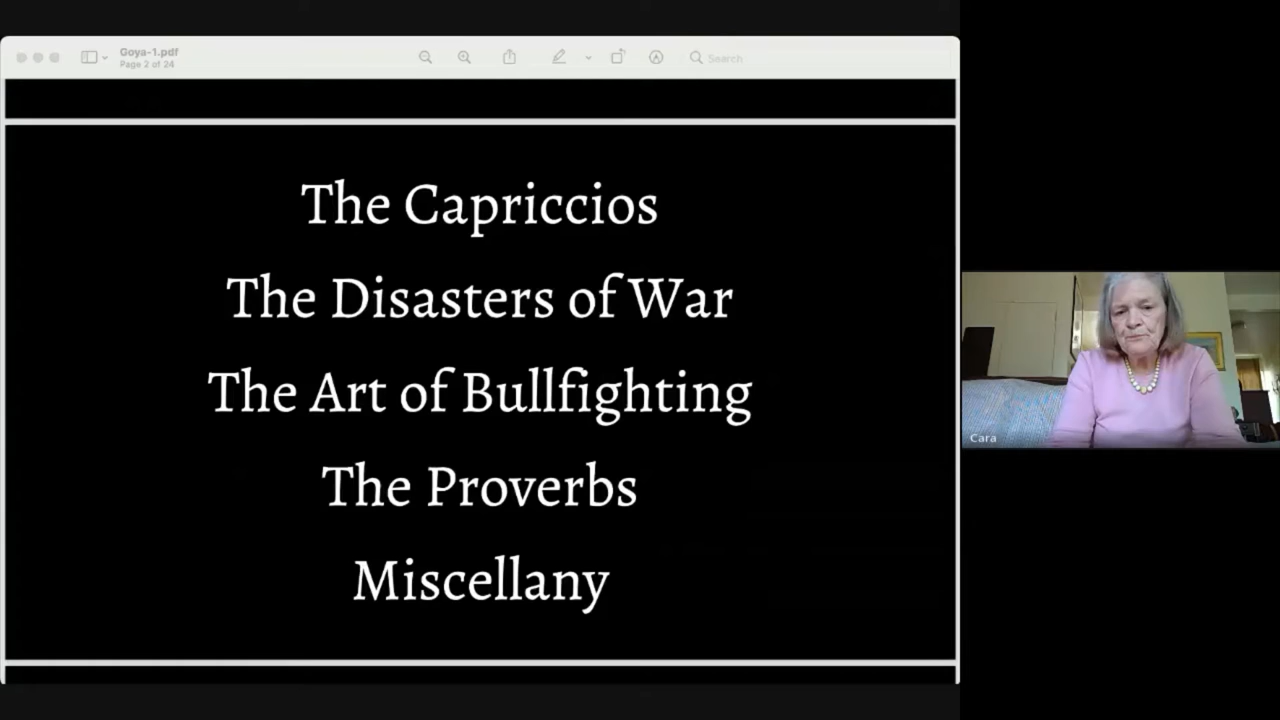 Goya-1.pdf
Page 2 of 24
Search
The Capriccios
The Disasters of War
The Art of Bullfighting
The Proverbs
Miscellany
Cara